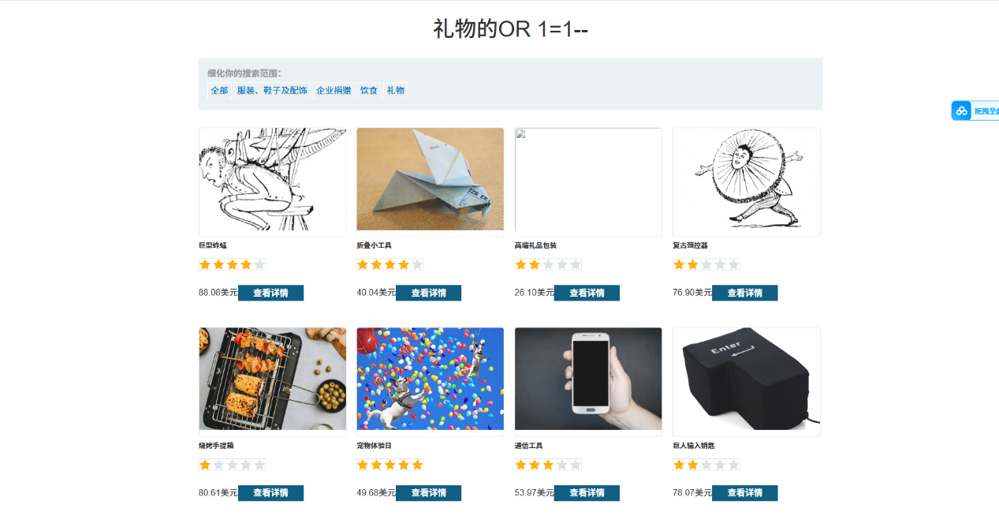 礼物的OR 1=1--
细化你的搜索范围：
全部 服装、鞋子及配饰 企业捐赠 饮食 礼物
拖拽至此
巨型蚱蜢 折叠小工具 高端礼品包装 复古颈控器
88.08美元 查看详情 40.04美元 查看详情 26.10美元 查看详情 76.90美元 查看详情
Enter
烧烤手提箱 宠物体验日 通信工具 巨人输入钥匙
80.61美元 查看详情 49.68美元 查看详情 53.97美元 查看详情 78.07美元 查看详情